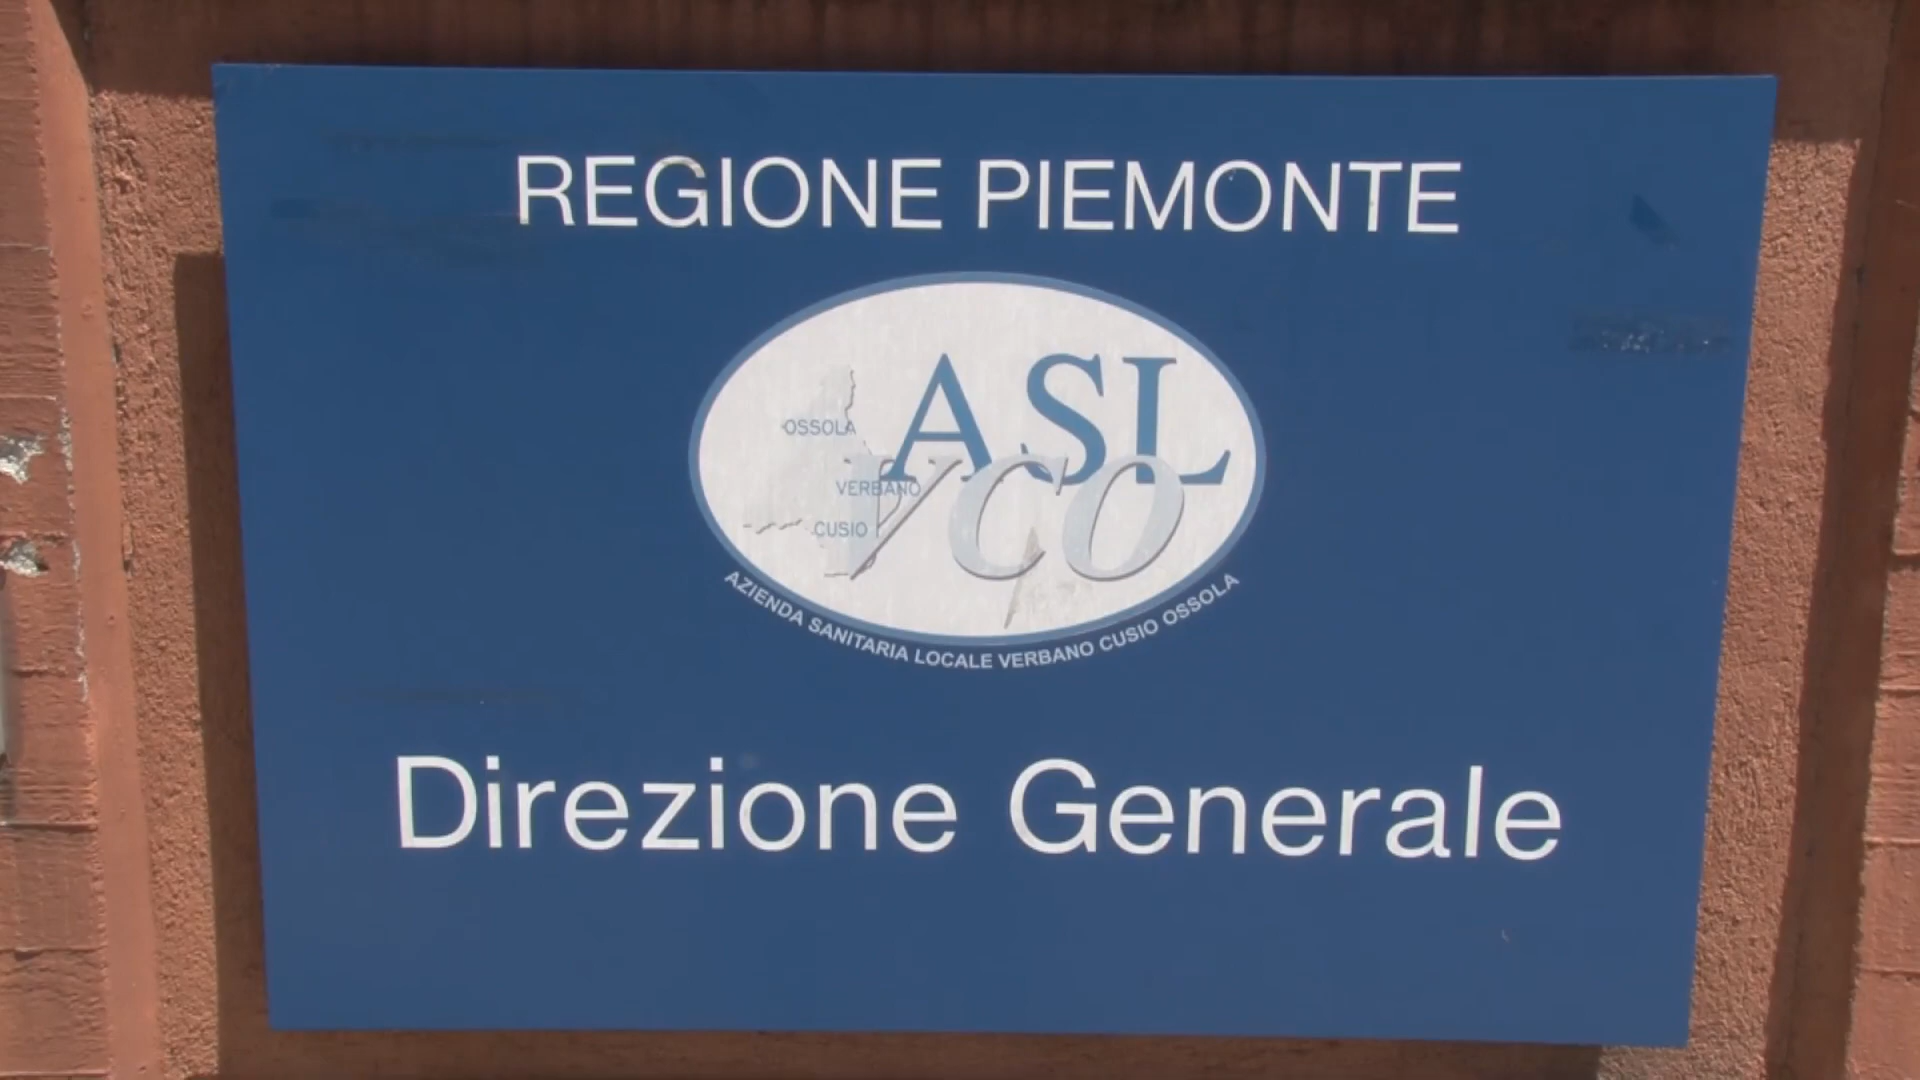 REGIONE PIEMONTE
ASL
VCO
OSSOLA
VERBANO
CUSIO
AZIENDA SANITARIA LOCALE VERBANO CUSIO OSSOLA
Direzione Generale